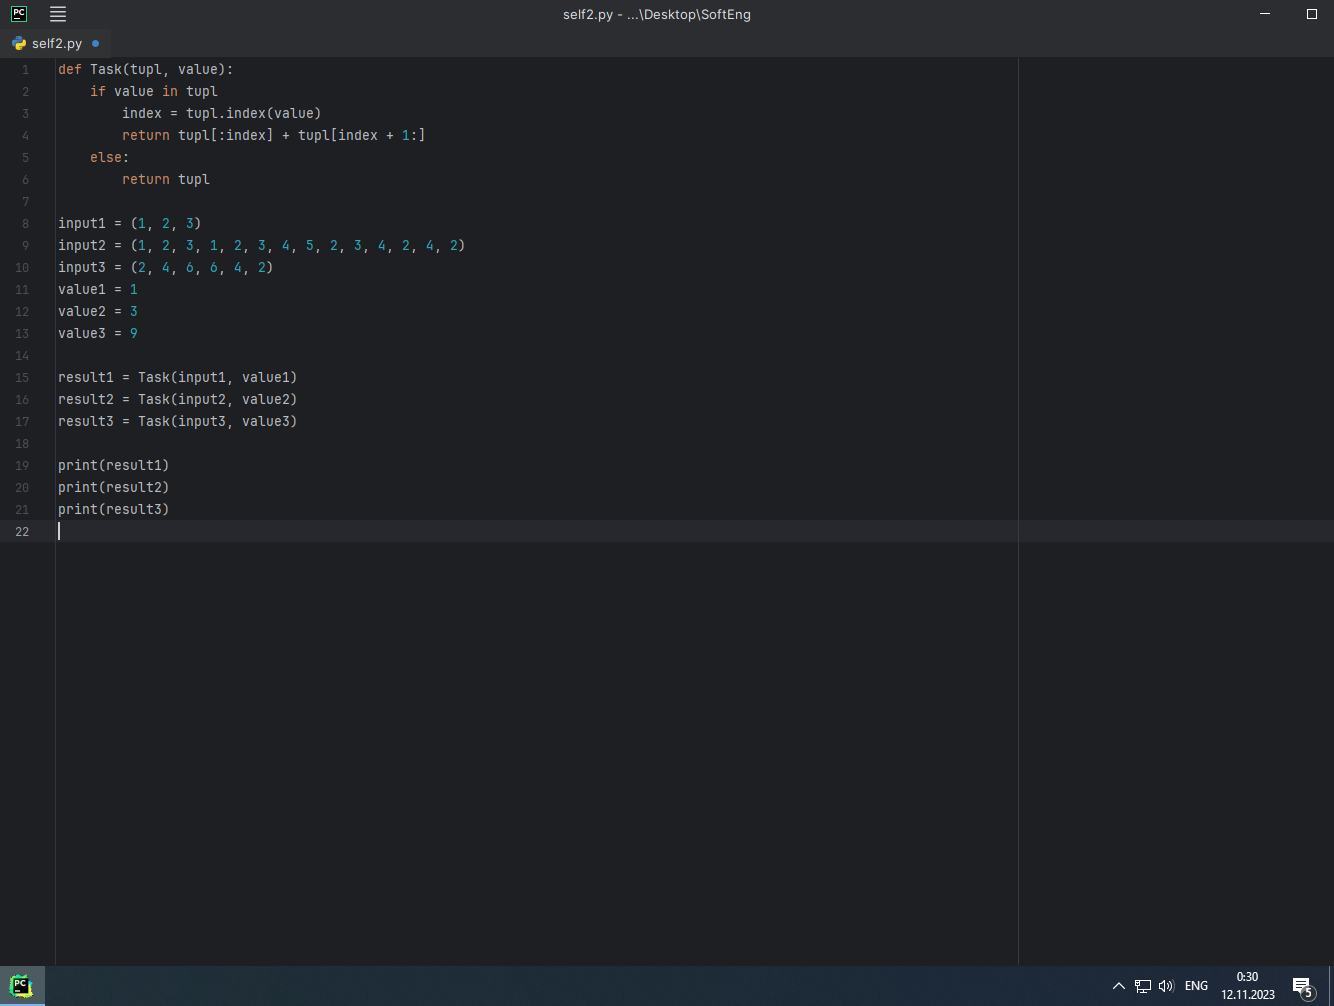 PC
self2.py - ...\Desktop\SoftEng
self2.py
1 def Task(tupl, value):
2     if value in tupl
3         index = tupl.index(value)
4         return tupl[:index] + tupl[index + 1:]
5     else:
6         return tupl
7
8 input1 = (1, 2, 3)
9 input2 = (1, 2, 3, 1, 2, 3, 4, 5, 2, 3, 4, 2, 4, 2)
10 input3 = (2, 4, 6, 6, 4, 2)
11 value1 = 1
12 value2 = 3
13 value3 = 9
14
15 result1 = Task(input1, value1)
16 result2 = Task(input2, value2)
17 result3 = Task(input3, value3)
18
19 print(result1)
20 print(result2)
21 print(result3)
22
PC
ENG
0:30
12.11.2023
5